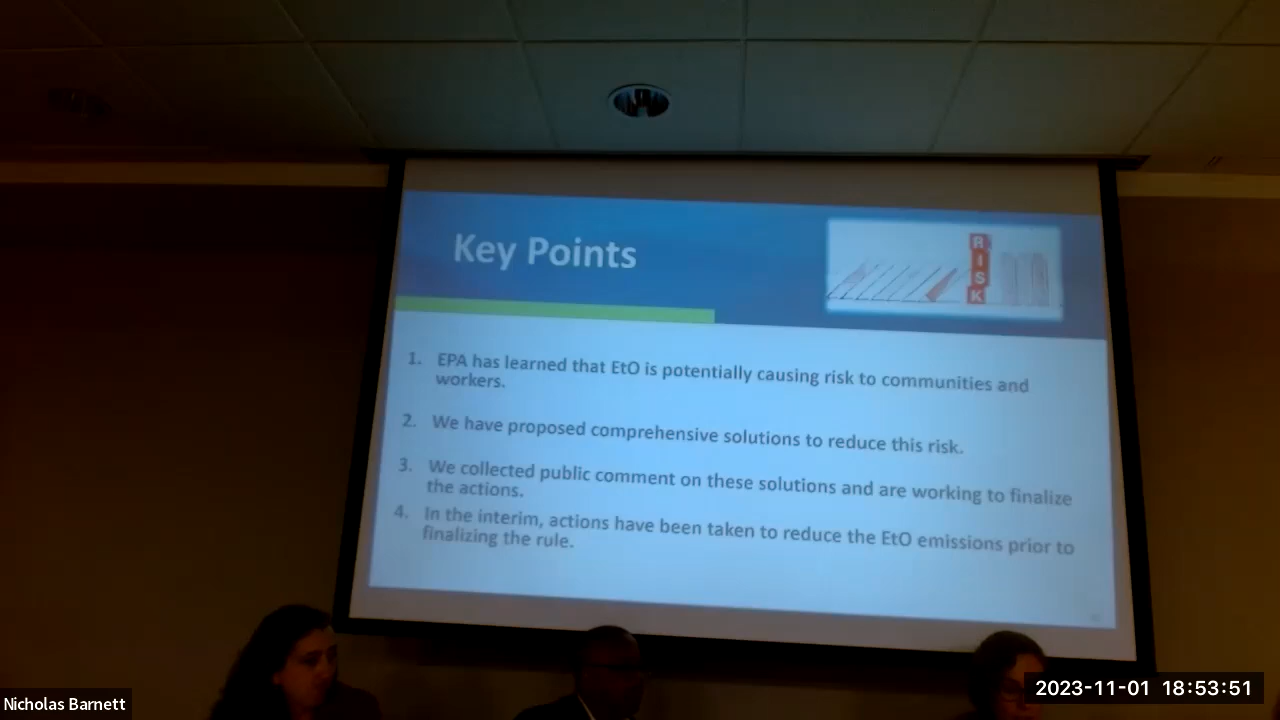 Key Points
R
I
S
K
1. EPA has learned that EtO is potentially causing risk to communities and
workers.
2. We have proposed comprehensive solutions to reduce this risk.
3. We collected public comment on these solutions and are working to finalize
the actions.
4. In the interim, actions have been taken to reduce the EtO emissions prior to
finalizing the rule.
Nicholas Barnett
2023-11-01 18:53:51